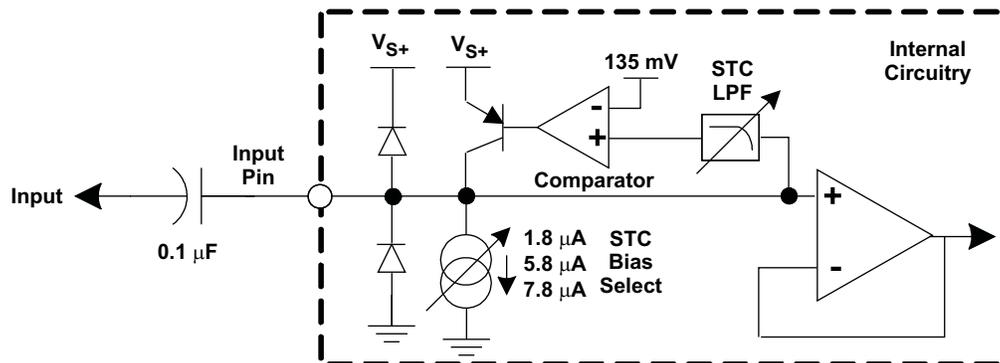 V_S+
V_S+
135 mV
STC
LPF
Internal
Circuitry
-
+
Input
Pin
Input
Comparator
0.1 μF
1.8 μA
5.8 μA
7.8 μA
STC
Bias
Select
+
-